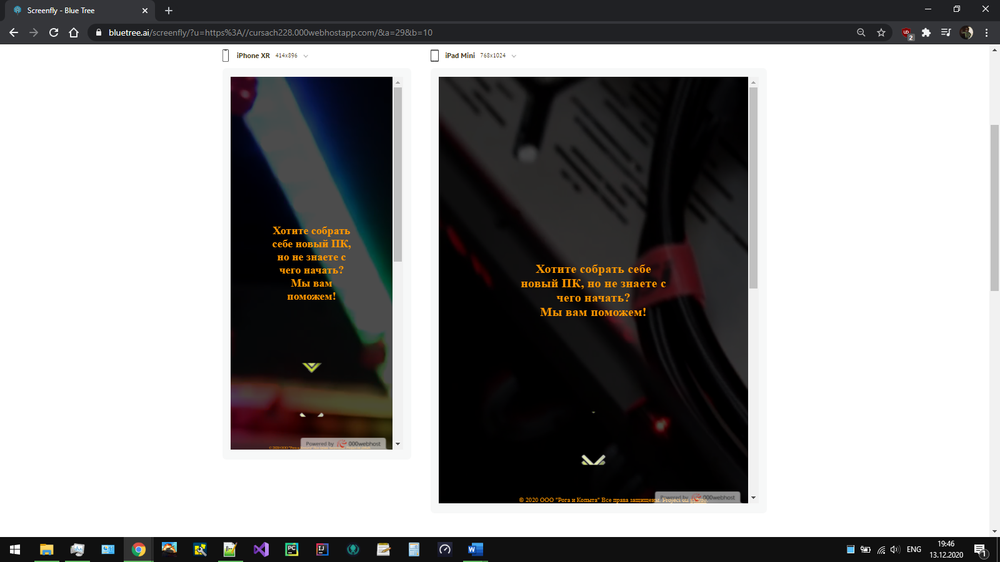 Screenfly - Blue Tree
bluetree.ai/screenfly/?u=https%3A//cursach228.000webhostapp.com/&a=29&b=10
2
iPhone XR 414x896
iPad Mini 768x1024
Хотите собрать
себе новый ПК,
но не знаете с
чего начать?
Мы вам
поможем!
Powered by 000webhost
Хотите собрать себе
новый ПК, но не знаете с
чего начать?
Мы вам поможем!
Powered by 000webhost
© 2020 ООО "Рога и Копыта" Все права защищены. Project on
ENG
19:46
13.12.2020
1